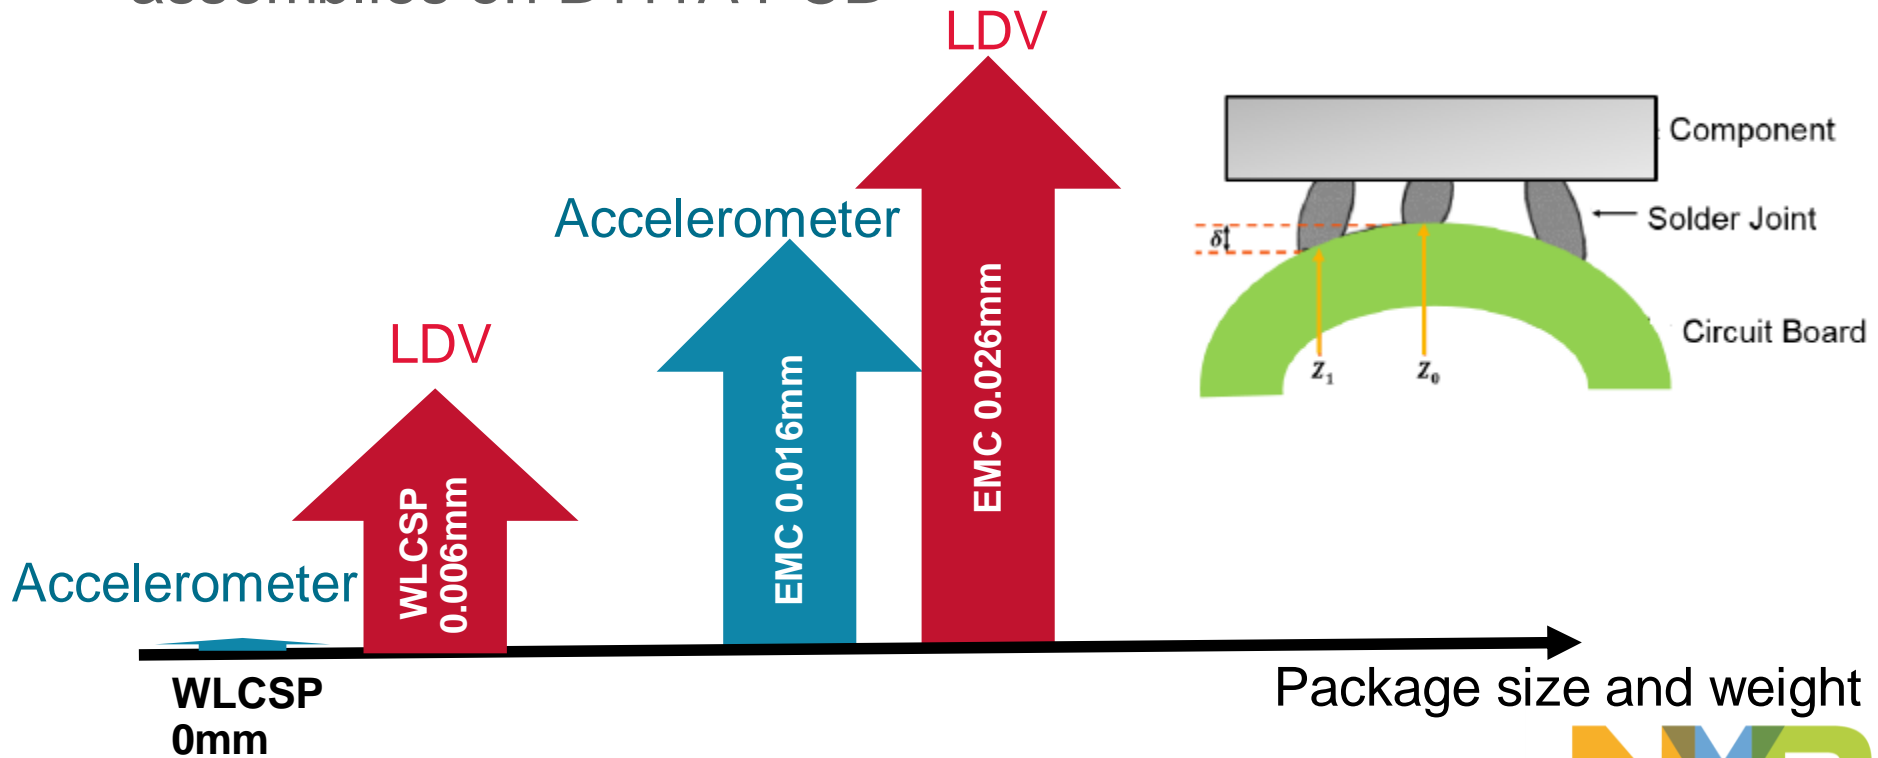 LDV
Component
Accelerometer
Solder Joint
δ
LDV
Circuit Board
Z₁
Z₀
EMC 0.016mm
EMC 0.026mm
WLCSP
0.006mm
Accelerometer
WLCSP
0mm
Package size and weight